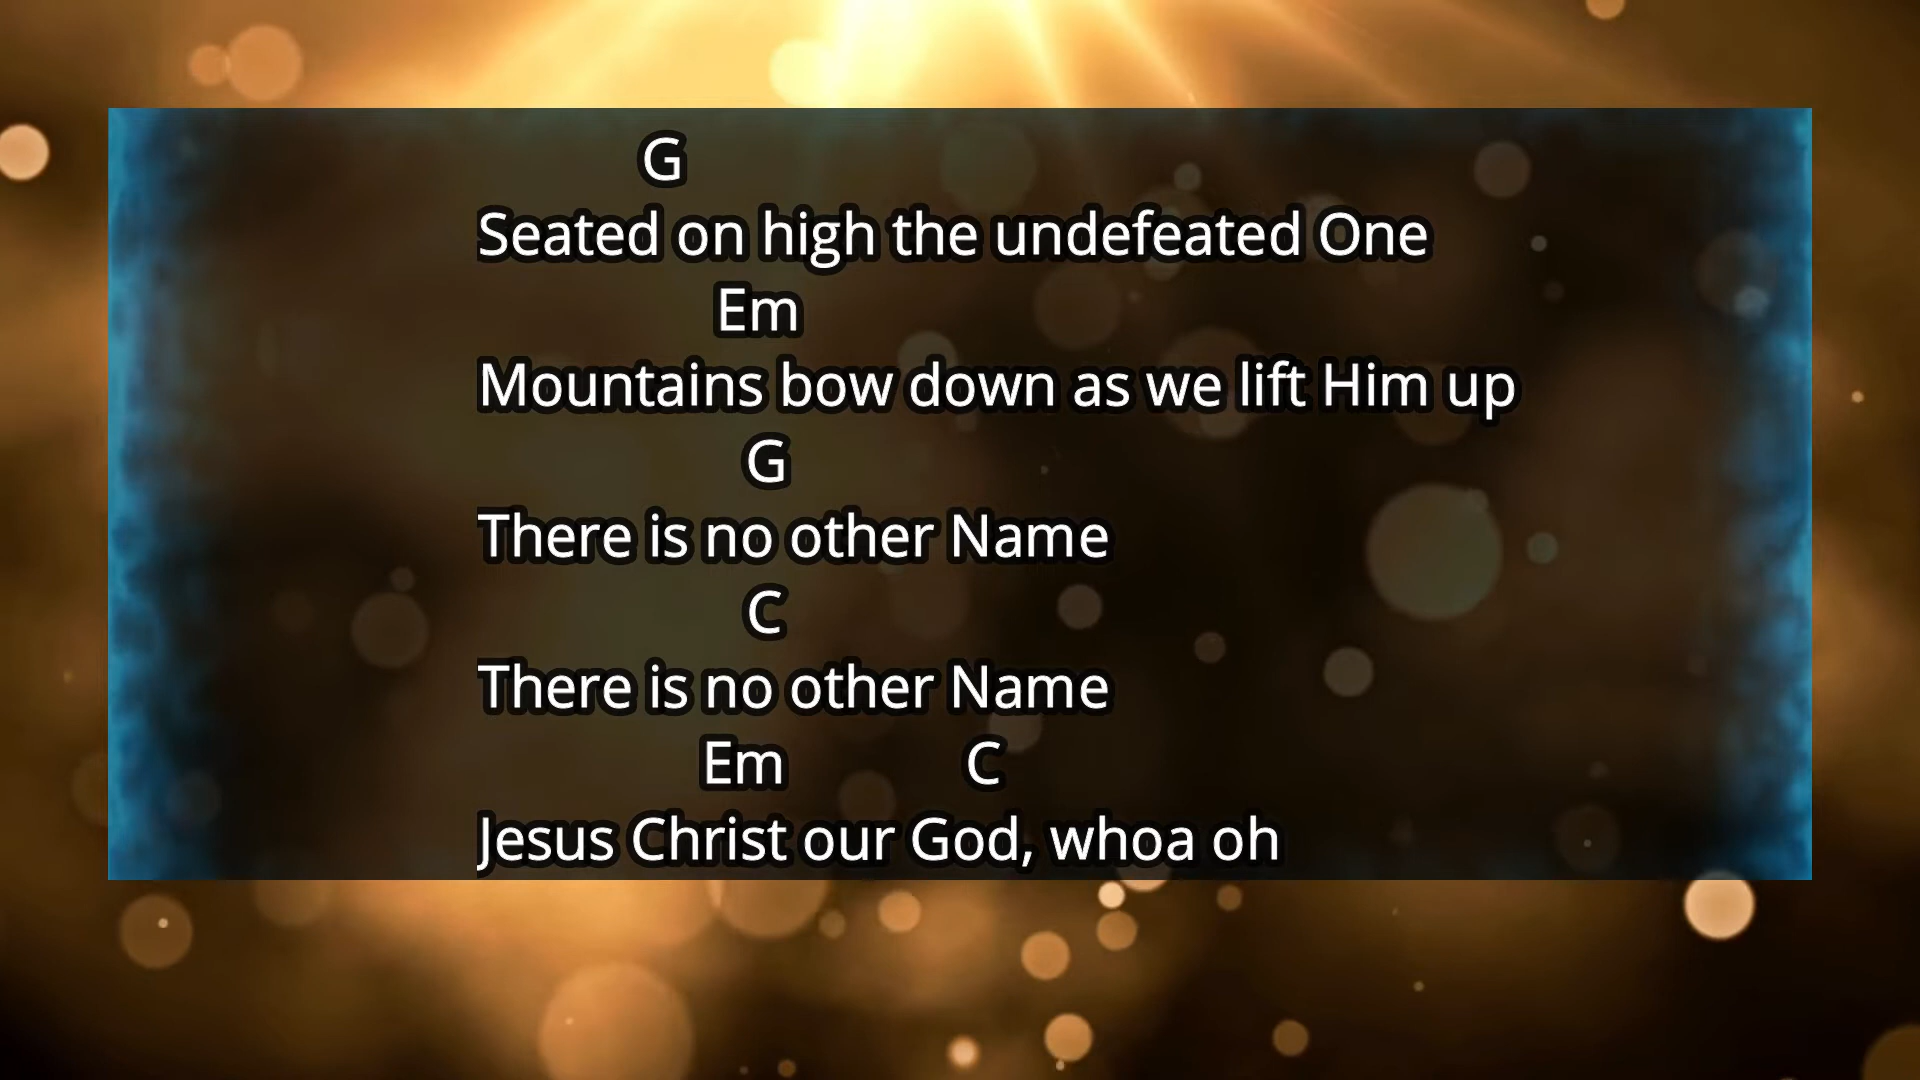 G
Seated on high the undefeated One
Em
Mountains bow down as we lift Him up
G
There is no other Name
C
There is no other Name
Em C
Jesus Christ our God, whoa oh